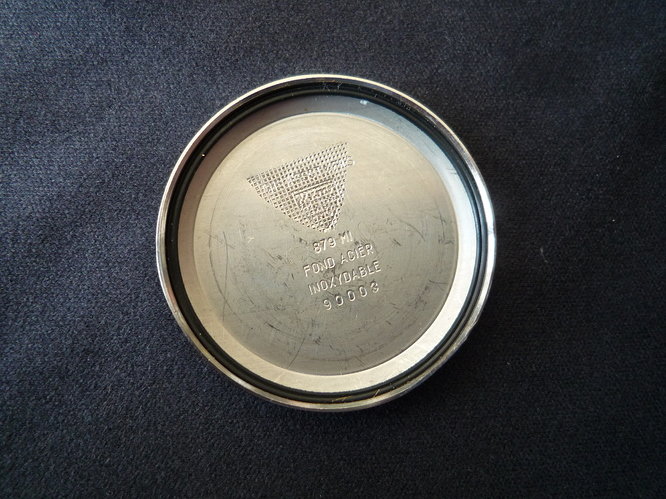 879 MI
FOND ACIER
INOXYDABLE
90003